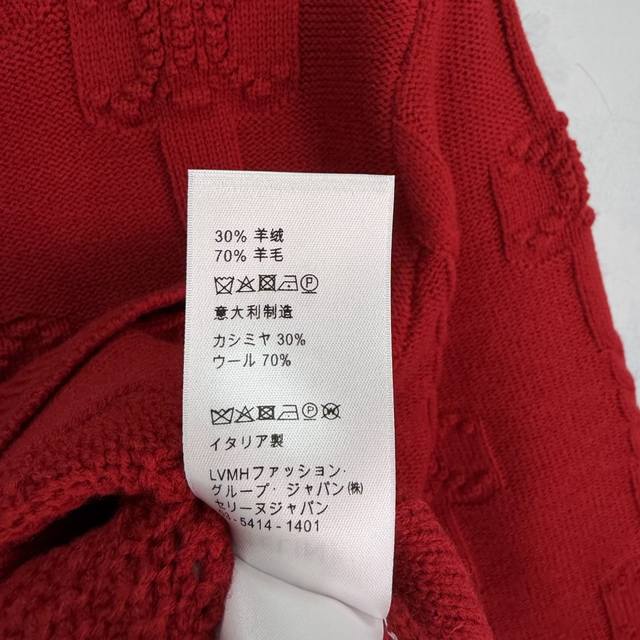 30% 羊绒
70% 羊毛
P
意大利制造
カシミヤ 30%
ウール 70%
P W
イタリア製
LVMHファッション・
グループ・ジャパン㈱
セリーヌジャパン
5414-1401